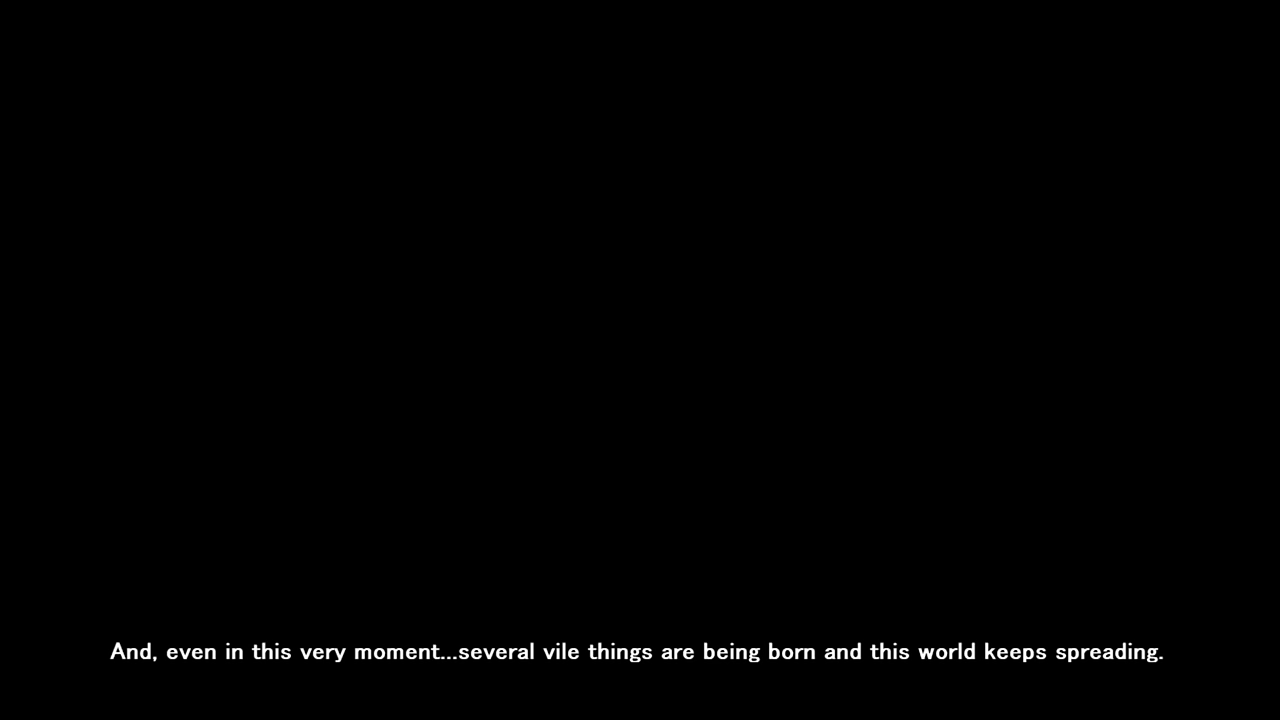 And, even in this very moment...several vile things are being born and this world keeps spreading.